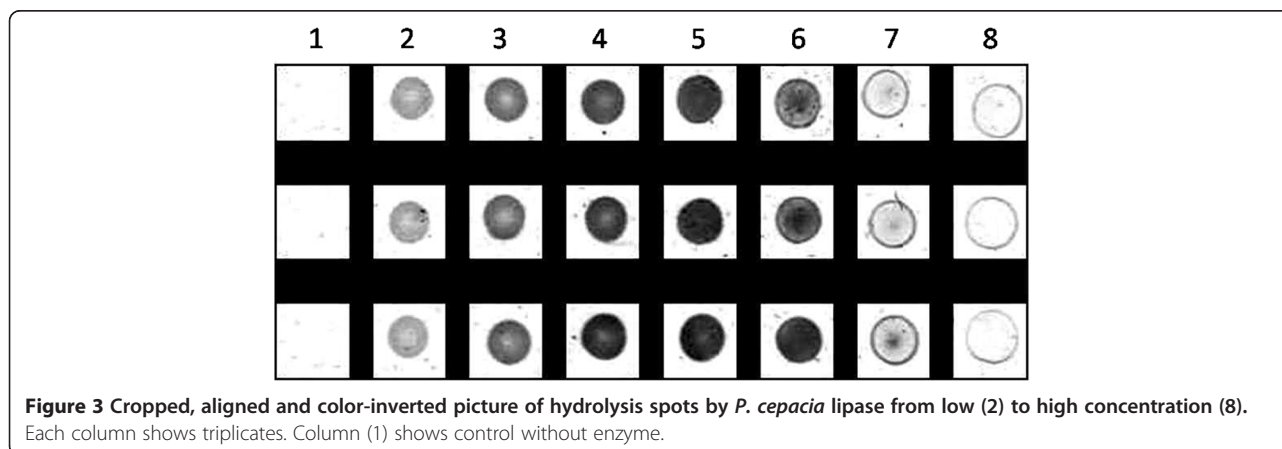 1 2 3 4 5 6 7 8
Figure 3 Cropped, aligned and color-inverted picture of hydrolysis spots by P. cepacia lipase from low (2) to high concentration (8).
Each column shows triplicates. Column (1) shows control without enzyme.